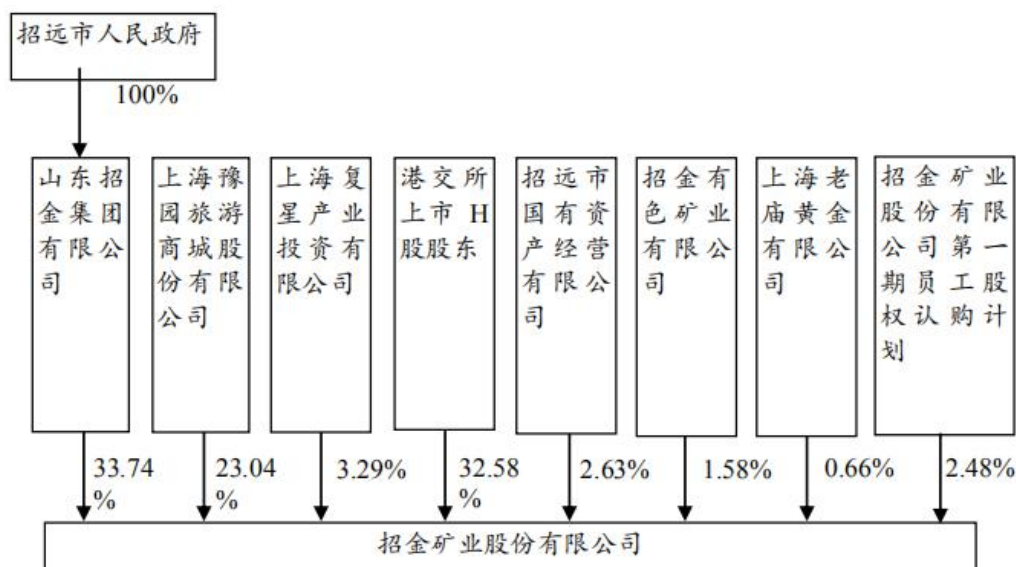 招远市人民政府
100%
山东招
金集团
有限公
司
上海豫
园旅游
商城股
份有限
公司
上海复
星产业
投资有
限公司
港交所
上市 H
股股东
招远市
国有资
产经营
有限公
司
招金有
色矿业
有限公
司
上海老
庙黄金
有限公
司
招金矿业
股份有限
公司第一
期员工股
权认购计
划
33.74
%
23.04
%
3.29%
32.58
%
2.63%
1.58%
0.66%
2.48%
招金矿业股份有限公司